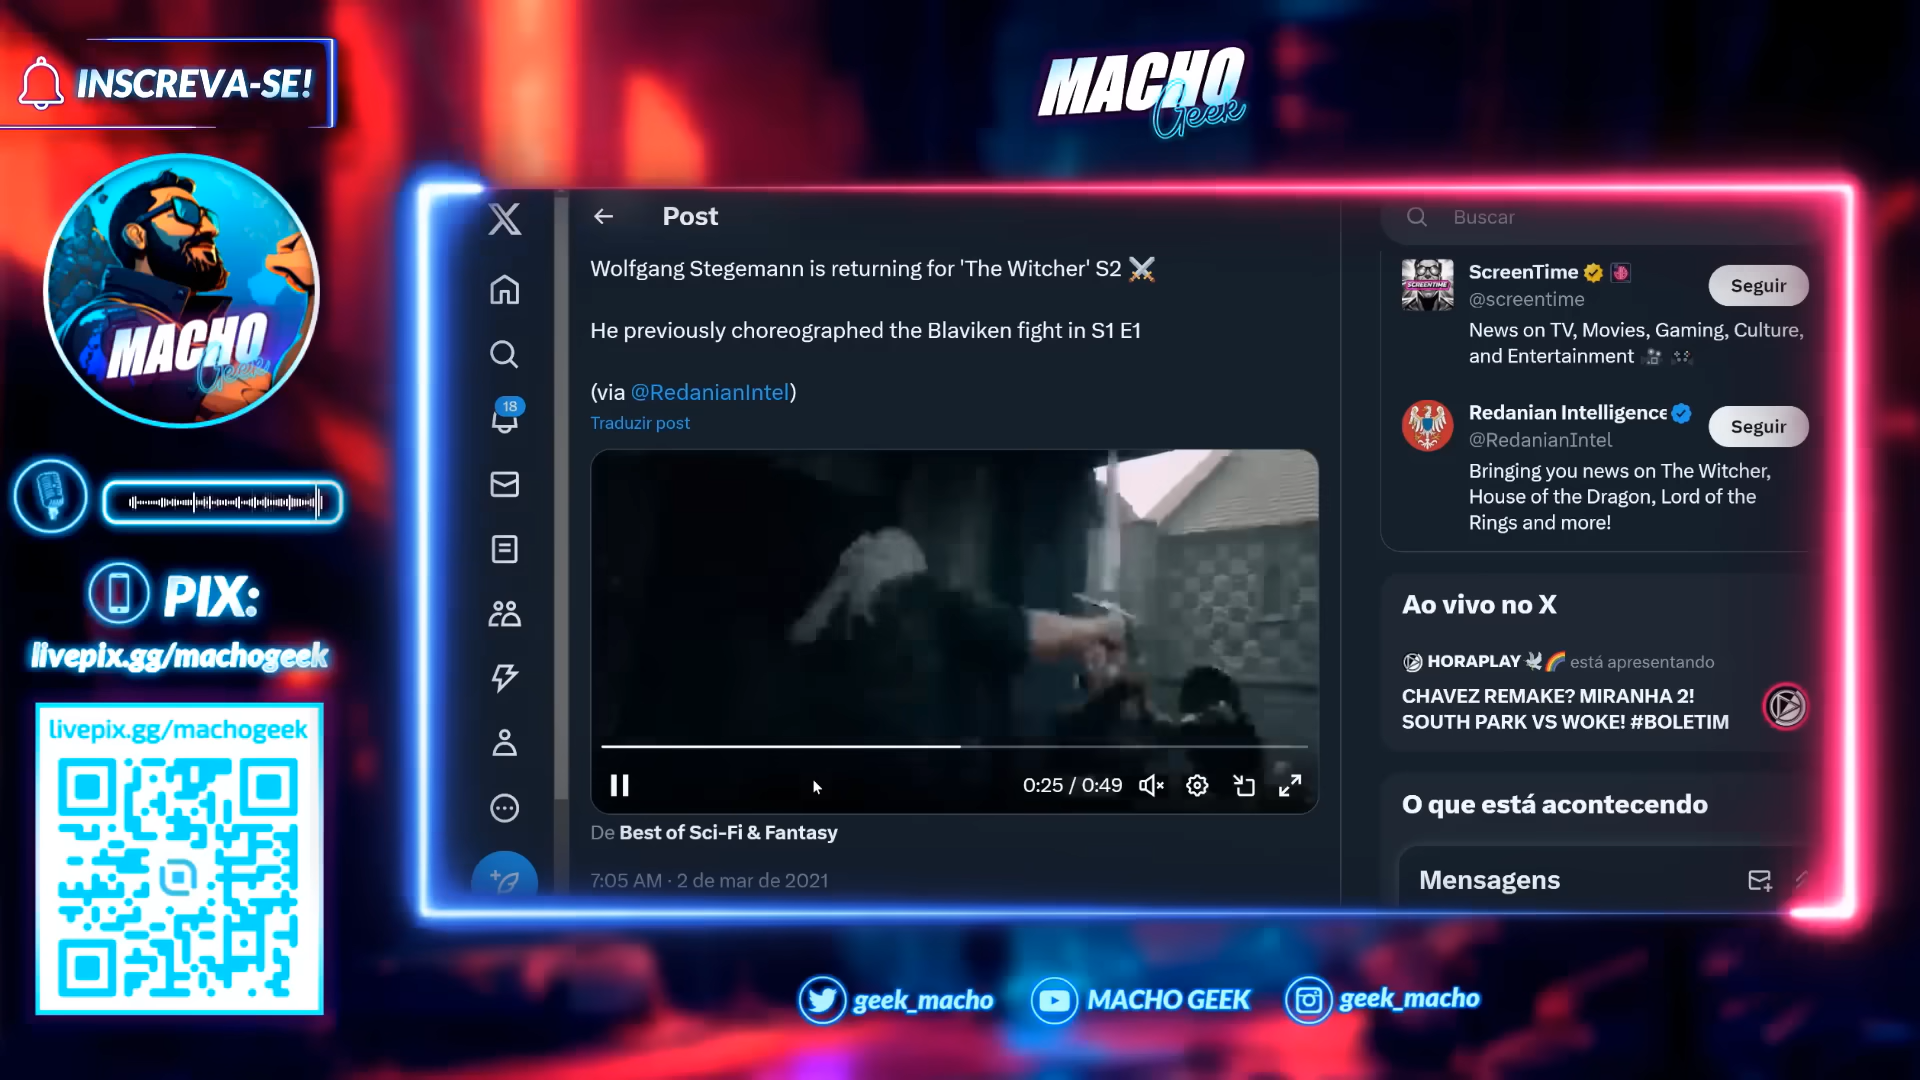 INSCREVA-SE!
MACHO
Geek
MACHO
Geek
PIX:
livepix.gg/machogeek
livepix.gg/machogeek
18
Post
Wolfgang Stegemann is returning for 'The Witcher' S2
He previously choreographed the Blaviken fight in S1 E1
(via @RedanianIntel)
Traduzir post
0:25 / 0:49
De Best of Sci-Fi & Fantasy
7:05 AM · 2 de mar de 2021
Buscar
SCREENTIME
ScreenTime
@screentime
Seguir
News on TV, Movies, Gaming, Culture,
and Entertainment
Redanian Intelligence
@RedanianIntel
Seguir
Bringing you news on The Witcher,
House of the Dragon, Lord of the
Rings and more!
Ao vivo no X
HORAPLAY está apresentando
CHAVEZ REMAKE? MIRANHA 2!
SOUTH PARK VS WOKE! #BOLETIM
O que está acontecendo
Mensagens
geek_macho
MACHO GEEK
geek_macho